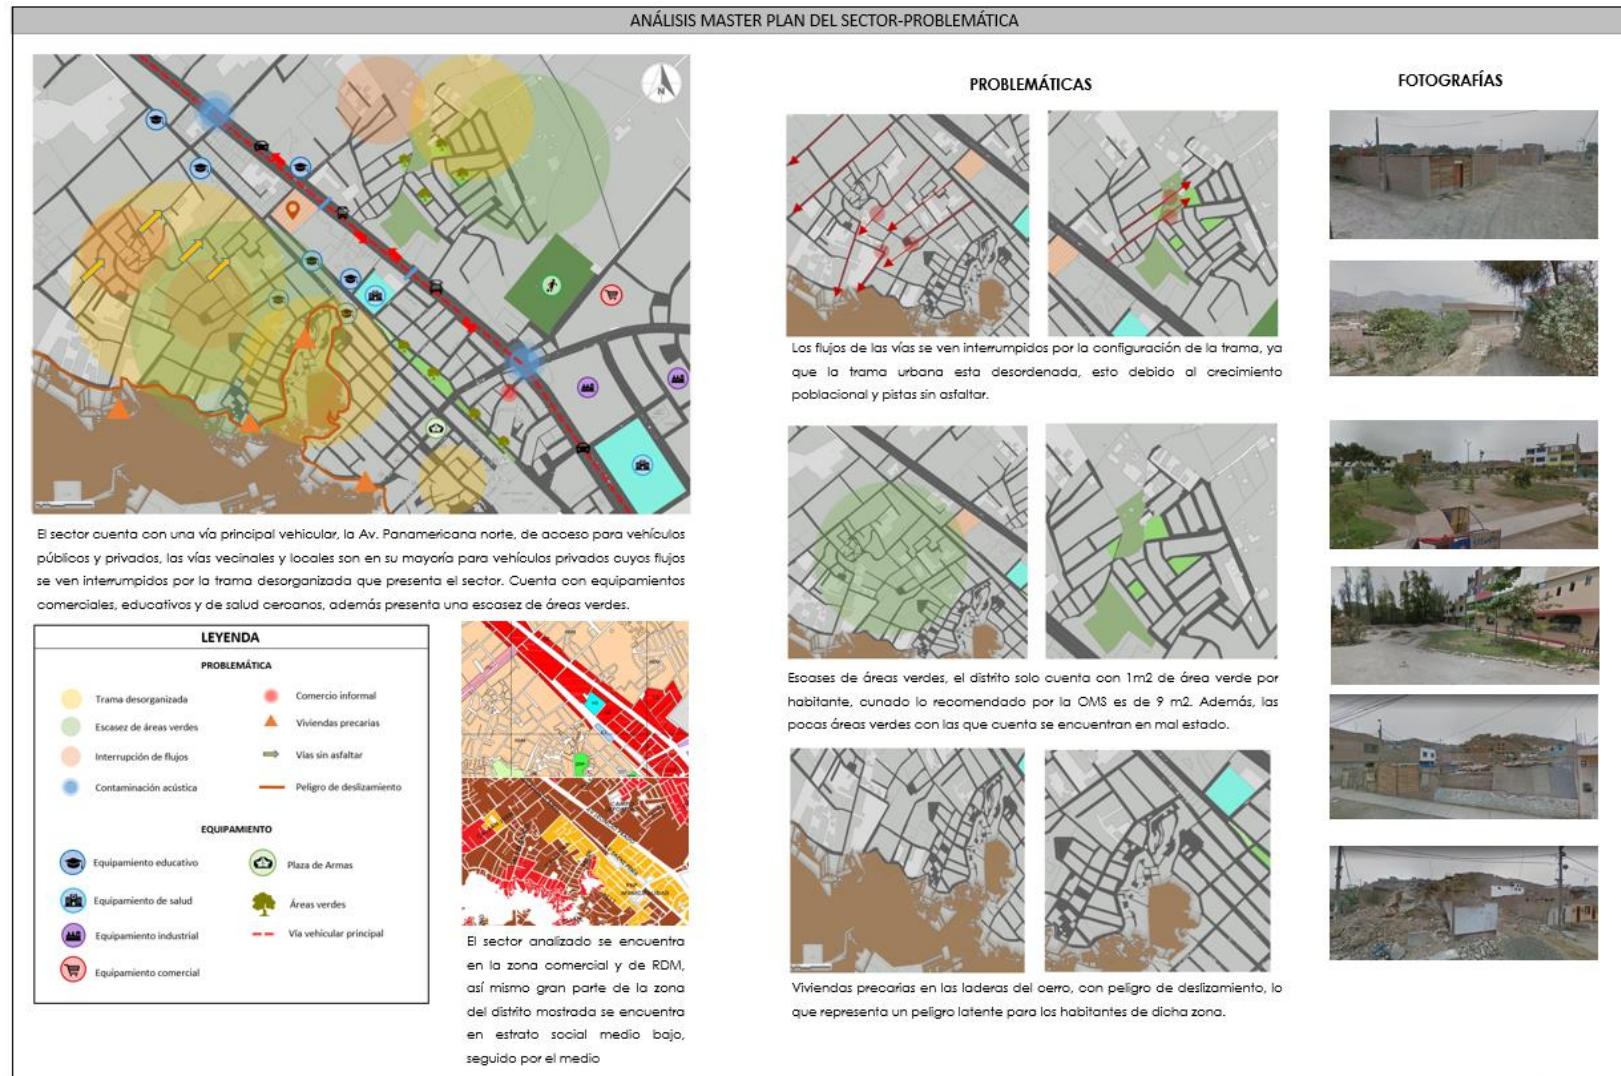 ANÁLISIS MASTER PLAN DEL SECTOR-PROBLEMÁTICA
N
El sector cuenta con una vía principal vehicular, la Av. Panamericana norte, de acceso para vehículos
públicos y privados, las vías vecinales y locales son en su mayoría para vehículos privados cuyos flujos
se ven interrumpidos por la trama desorganizada que presenta el sector. Cuenta con equipamientos
comerciales, educativos y de salud cercanos, además presenta una escasez de áreas verdes.
LEYENDA
PROBLEMÁTICA
Trama desorganizada
Escasez de áreas verdes
Interrupción de flujos
Contaminación acústica
Comercio informal
Viviendas precarias
Vías sin asfaltar
Peligro de deslizamiento
EQUIPAMIENTO
Equipamiento educativo
Equipamiento de salud
Equipamiento industrial
Equipamiento comercial
Plaza de Armas
Áreas verdes
Vía vehicular principal
El sector analizado se encuentra
en la zona comercial y de RDM,
así mismo gran parte de la zona
del distrito mostrada se encuentra
en estrato social medio bajo,
seguido por el medio
PROBLEMÁTICAS
Los flujos de las vías se ven interrumpidos por la configuración de la trama, ya
que la trama urbana esta desordenada, esto debido al crecimiento
poblacional y pistas sin asfaltar.
Escases de áreas verdes, el distrito solo cuenta con 1m2 de área verde por
habitante, cunado lo recomendado por la OMS es de 9 m2. Además, las
pocas áreas verdes con las que cuenta se encuentran en mal estado.
Viviendas precarias en las laderas del cerro, con peligro de deslizamiento, lo
que representa un peligro latente para los habitantes de dicha zona.
FOTOGRAFÍAS